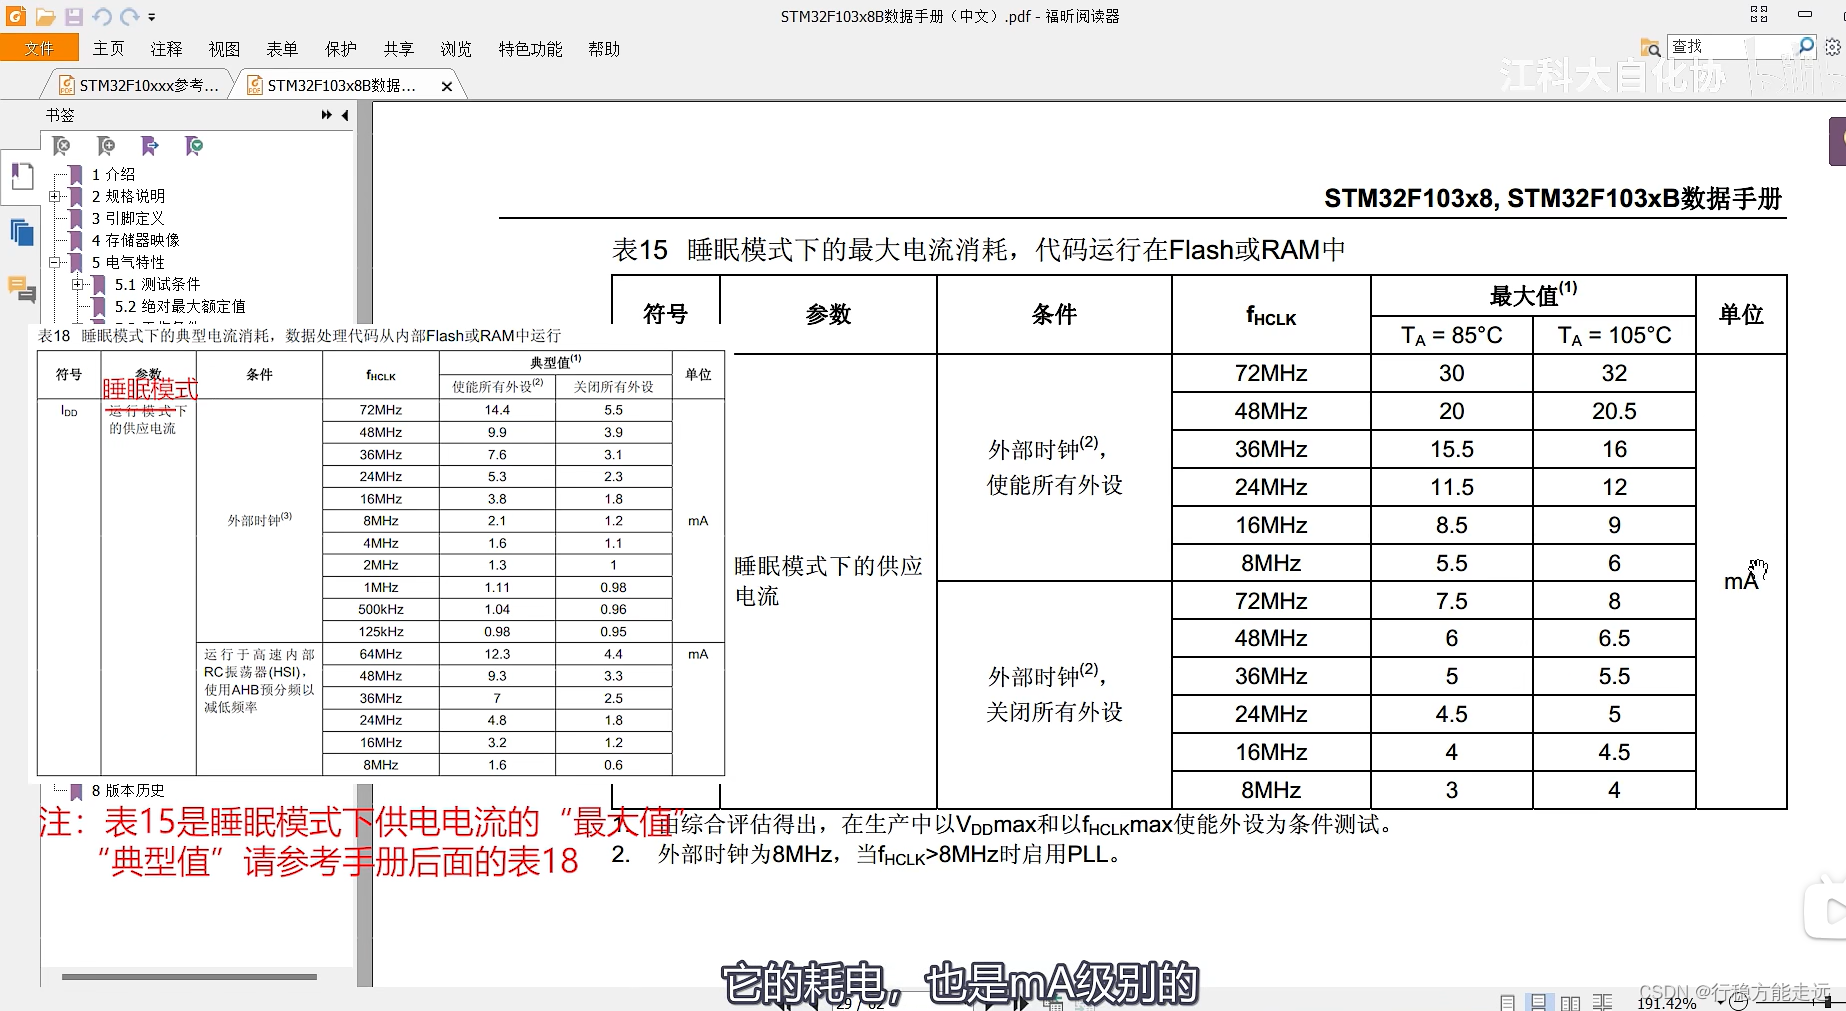 STM32F103x8B数据手册（中文）.pdf - 福昕阅读器
文件 主页 注释 视图 表单 保护 共享 浏览 特色功能 帮助
查找
江科大自化协
STM32F10xxx参考... STM32F103x8B数据...
书签
1 介绍
2 规格说明
3 引脚定义
4 存储器映像
5 电气特性
5.1 测试条件
5.2 绝对最大额定值
8 版本历史
表18 睡眠模式下的典型电流消耗，数据处理代码从内部Flash或RAM中运行
符号 参数 条件 fHCLK 典型值(1) 单位
使能所有外设(2) 关闭所有外设
睡眠模式
IDD 运行模式下的供应电流
外部时钟(3)
72MHz 14.4 5.5
48MHz 9.9 3.9
36MHz 7.6 3.1
24MHz 5.3 2.3
16MHz 3.8 1.8
8MHz 2.1 1.2 mA
4MHz 1.6 1.1
2MHz 1.3 1
1MHz 1.11 0.98
500kHz 1.04 0.96
125kHz 0.98 0.95
运行于高速内部
RC振荡器(HSI)，
使用AHB预分频以
减低频率
64MHz 12.3 4.4 mA
48MHz 9.3 3.3
36MHz 7 2.5
24MHz 4.8 1.8
16MHz 3.2 1.2
8MHz 1.6 0.6
注：表15是睡眠模式下供电电流的“最大值”
“典型值”请参考手册后面的表18
STM32F103x8, STM32F103xB数据手册
表15 睡眠模式下的最大电流消耗，代码运行在Flash或RAM中
符号 参数 条件 fHCLK 最大值(1) 单位
TA = 85°C TA = 105°C
睡眠模式下的供应
电流
外部时钟(2)，
使能所有外设
72MHz 30 32
48MHz 20 20.5
36MHz 15.5 16
24MHz 11.5 12
16MHz 8.5 9
8MHz 5.5 6
mA
外部时钟(2)，
关闭所有外设
72MHz 7.5 8
48MHz 6 6.5
36MHz 5 5.5
24MHz 4.5 5
16MHz 4 4.5
8MHz 3 4
1. 由综合评估得出，在生产中以VDDmax和以fHCLKmax使能外设为条件测试。
2. 外部时钟为8MHz，当fHCLK>8MHz时启用PLL。
它的耗电，也是mA级别的
29 / 62
191.42%
CSDN @行稳方能走远